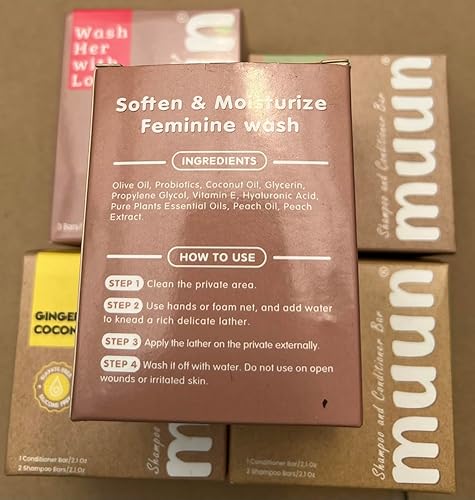 Wash
Her
with
muun
Soften & Moisturize
Feminine wash
INGREDIENTS
Olive Oil, Probiotics, Coconut Oil, Glycerin,
Propylene Glycol, Vitamin E, Hyaluronic Acid,
Pure Plants Essential Oils, Peach Oil, Peach
Extract.
HOW TO USE
STEP 1 Clean the private area.
STEP 2 Use hands or foam net, and add water
to knead a rich delicate lather.
STEP 3 Apply the lather on the private externally.
STEP 4 Wash it off with water. Do not use on open
wounds or irritated skin.
Shampoo and Conditioner Bar
muun®
GINGER
COCON
Shampoo
1 Conditioner Bar/2.1 Oz
2 Shampoo Bars/2.1 Oz
Shampoo and Conditioner Bar
muun®
1 Conditioner Bar/2.1 Oz
2 Shampoo Bars/2.1 Oz